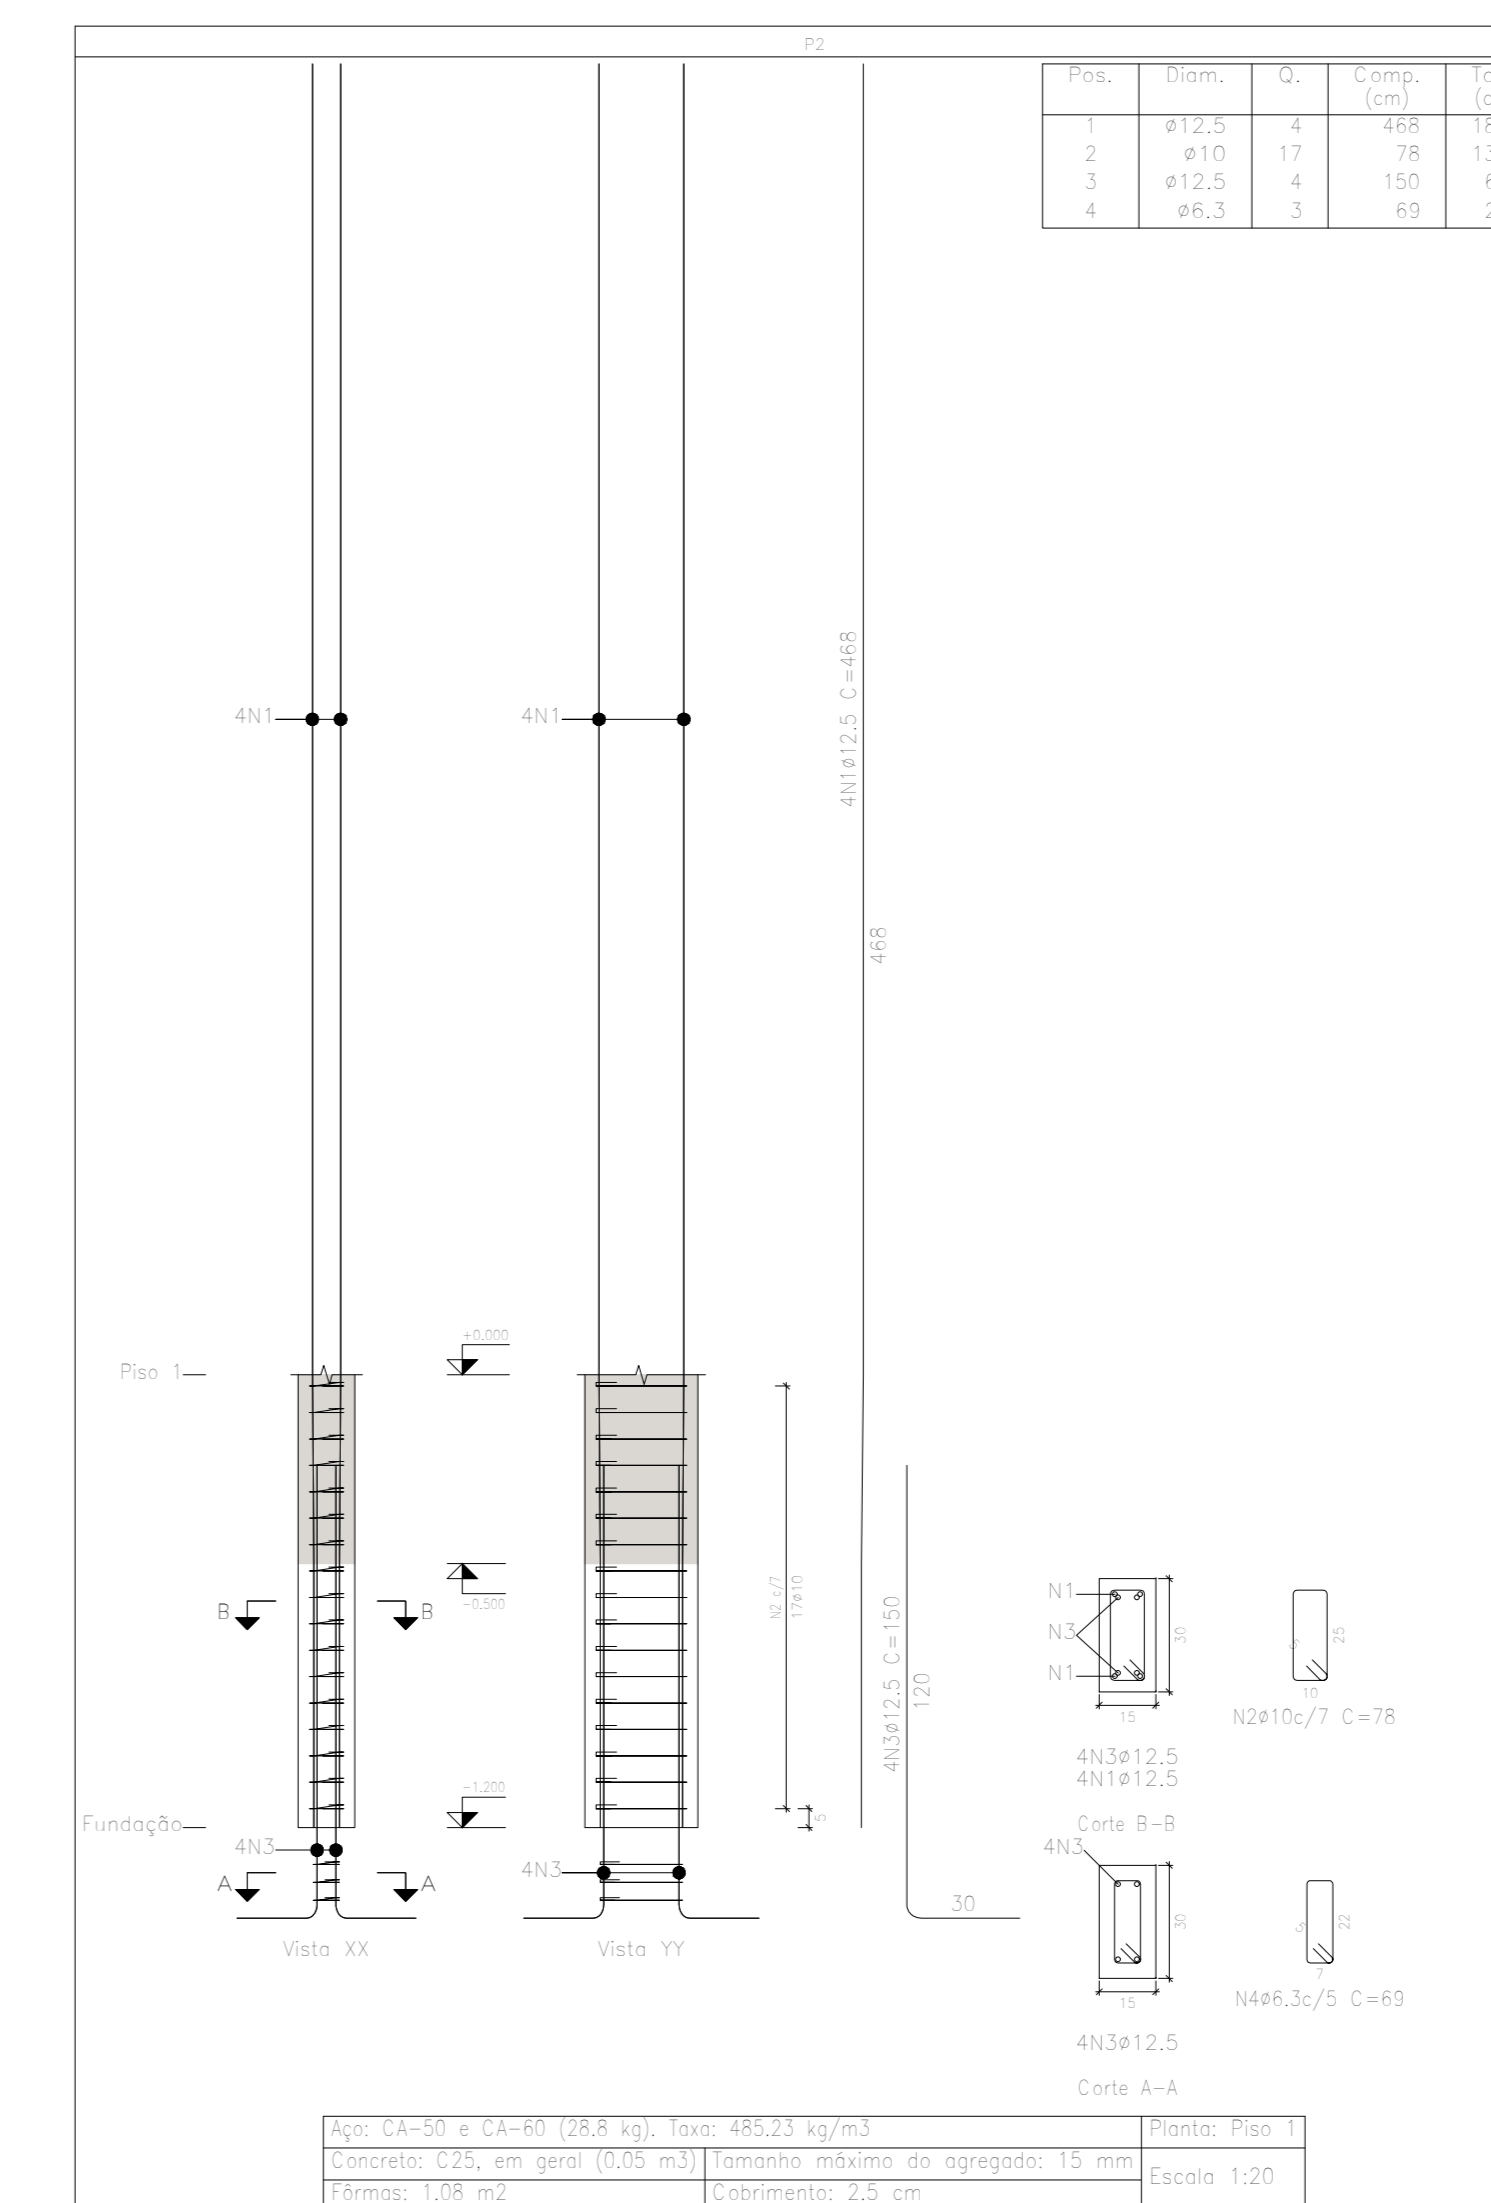 P2
Pos. Diam. Q. Comp.
(cm)
1 ø12.5 4 468
2 ø10 17 78
3 ø12.5 4 150
4 ø6.3 3 69
4N1
4N1
4N1ø12.5 C=468
468
+0.000
Piso 1
-0.500
B B
N2 c/7
17ø10
-1.200
5
Fundação
4N3
4N3
A A
Vista XX
Vista YY
4N3ø12.5 C=150
120
30
N1
N3
N1
30
15
4N3ø12.5
4N1ø12.5
Corte B-B
5
25
10
N2ø10c/7 C=78
4N3
30
15
4N3ø12.5
Corte A-A
5
22
7
N4ø6.3c/5 C=69
Aço: CA-50 e CA-60 (28.8 kg). Taxa: 485.23 kg/m3
Planta: Piso 1
Concreto: C25, em geral (0.05 m3)
Tamanho máximo do agregado: 15 mm
Escala 1:20
Fôrmas: 1.08 m2
Cobrimento: 2.5 cm